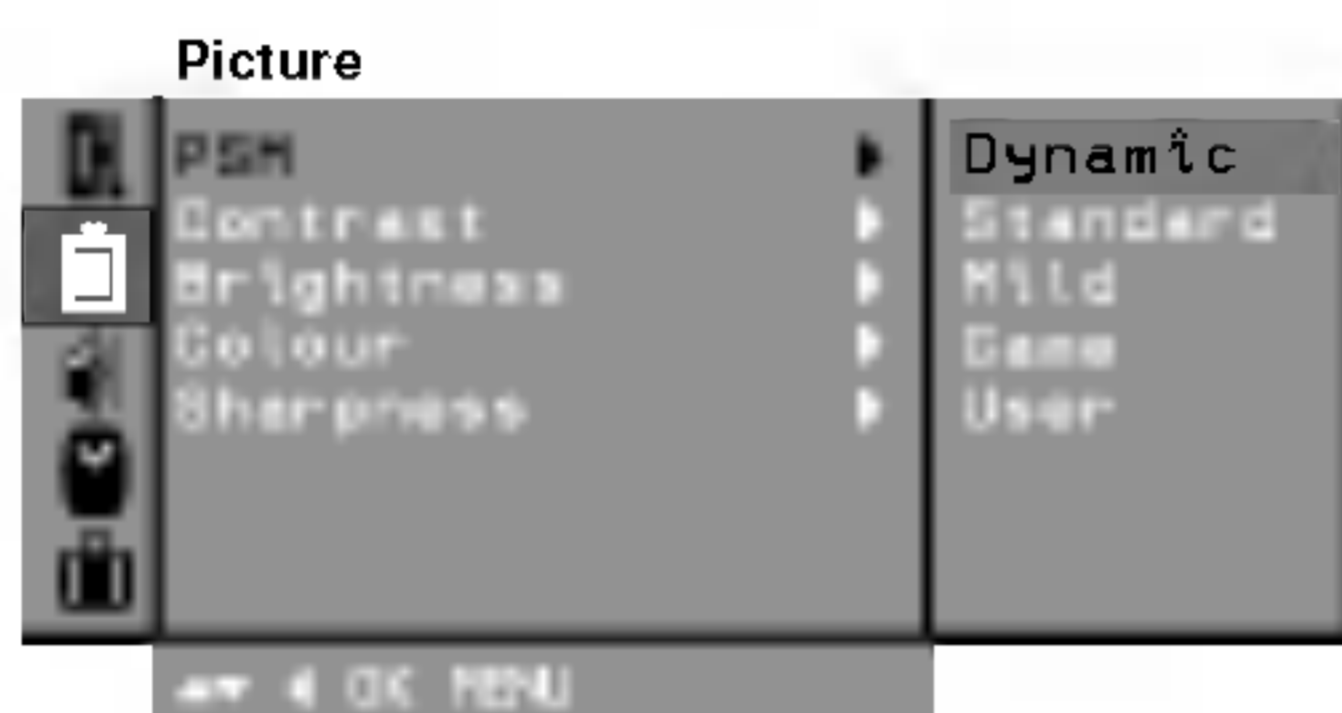 Picture
PSM
Contrast
Brightness
Colour
Sharpness
Dynamic
Standard
Mild
Game
User
OK MENU